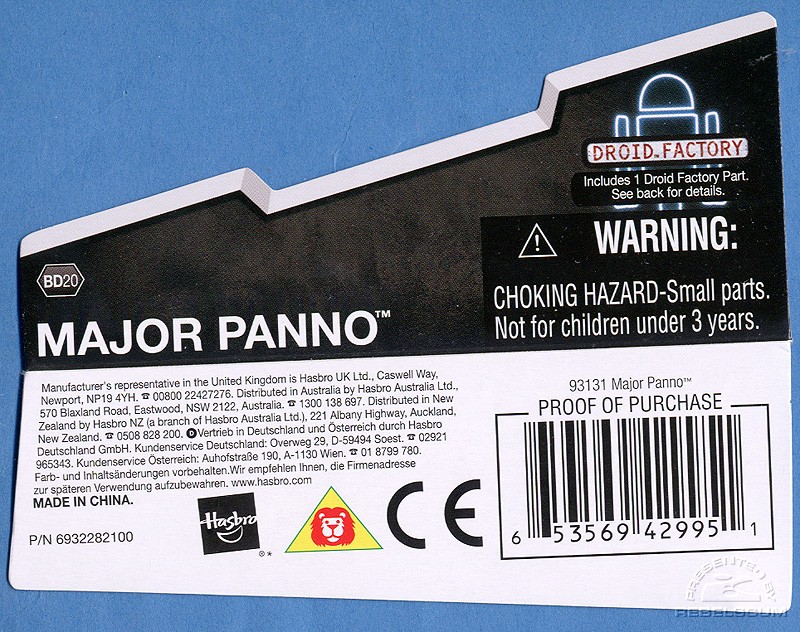 DROID™FACTORY
Includes 1 Droid Factory Part.
See back for details.
WARNING:
CHOKING HAZARD-Small parts.
Not for children under 3 years.
BD20
MAJOR PANNO™
Manufacturer's representative in the United Kingdom is Hasbro UK Ltd., Caswell Way,
Newport, NP19 4YH. ☎ 00800 22427276. Distributed in Australia by Hasbro Australia Ltd.,
570 Blaxland Road, Eastwood, NSW 2122, Australia. ☎ 1300 138 697. Distributed in New
Zealand by Hasbro NZ (a branch of Hasbro Australia Ltd.), 221 Albany Highway, Auckland,
New Zealand. ☎ 0508 828 200. D Vertrieb in Deutschland und Österreich durch Hasbro
Deutschland GmbH. Kundenservice Deutschland: Overweg 29, D-59494 Soest. ☎ 02921
965343. Kundenservice Österreich: Auhofstraße 190, A-1130 Wien. ☎ 01 8799 780.
Farb- und Inhaltsänderungen vorbehalten.Wir empfehlen Ihnen, die Firmenadresse
zur späteren Verwendung aufzubewahren. www.hasbro.com
MADE IN CHINA.
P/N 6932282100
Hasbro
®*
CE
93131 Major Panno™
PROOF OF PURCHASE
6 53569 42995 1
PRESENTED BY
REBELSCUM